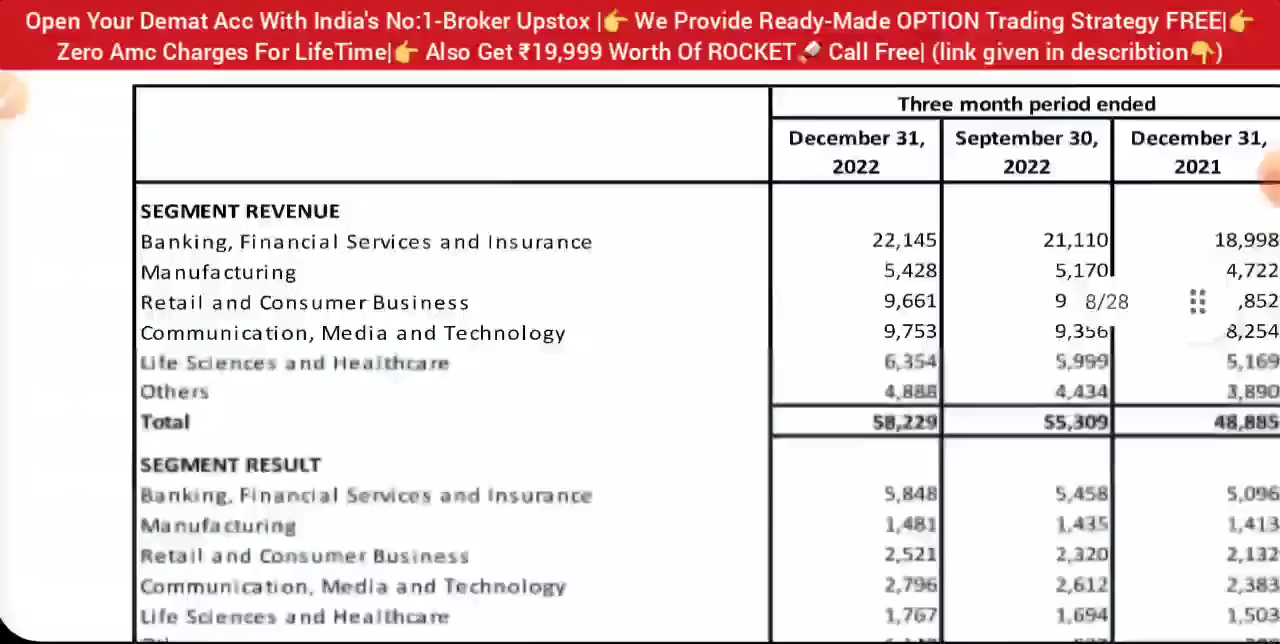 Open Your Demat Acc With India's No:1-Broker Upstox |👉 We Provide Ready-Made OPTION Trading Strategy FREE|👉
Zero Amc Charges For LifeTime|👉 Also Get ₹19,999 Worth Of ROCKET🚀 Call Free| (link given in describtion👇)
Three month period ended
December 31, 2022 September 30, 2022 December 31, 2021
SEGMENT REVENUE
Banking, Financial Services and Insurance 22,145 21,110 18,998
Manufacturing 5,428 5,170 4,722
Retail and Consumer Business 9,661 9 8/28 ,852
Communication, Media and Technology 9,753 9,356 8,254
Life Sciences and Healthcare 6,354 5,999 5,169
Others 4,888 4,434 3,890
Total 58,229 55,309 48,885
SEGMENT RESULT
Banking, Financial Services and Insurance 5,848 5,458 5,096
Manufacturing 1,481 1,435 1,413
Retail and Consumer Business 2,521 2,320 2,132
Communication, Media and Technology 2,796 2,612 2,383
Life Sciences and Healthcare 1,767 1,694 1,503